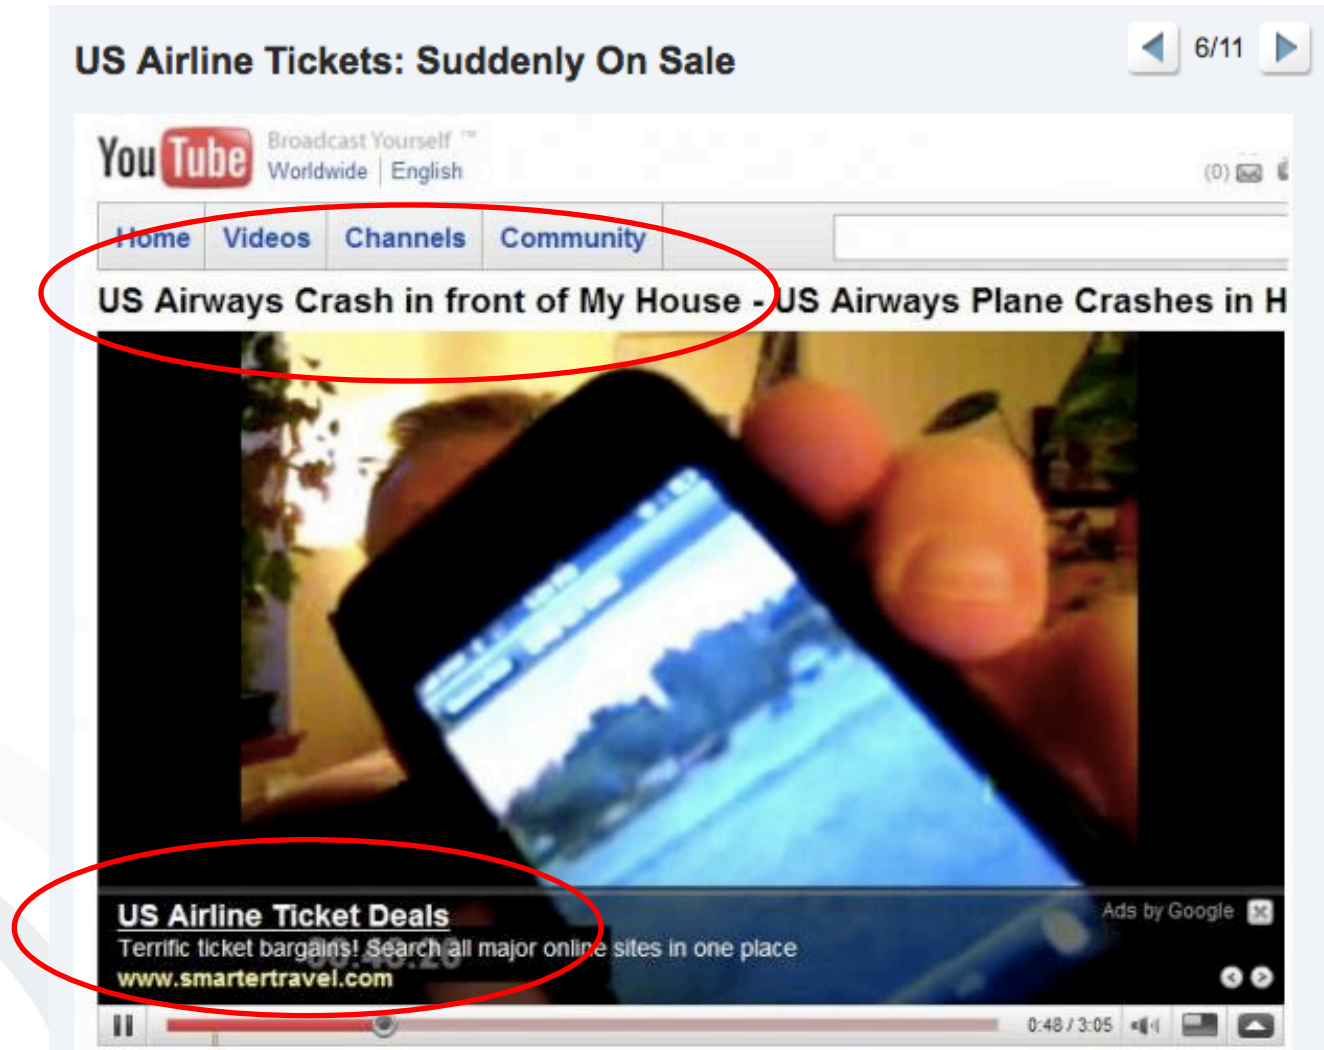 US Airline Tickets: Suddenly On Sale
6/11
YouTube
Broadcast Yourself ™
Worldwide | English
(0)
Home Videos Channels Community
US Airways Crash in front of My House - US Airways Plane Crashes in H
US Airline Ticket Deals
Ads by Google
Terrific ticket bargains! Search all major online sites in one place
www.smartertravel.com
0:48 / 3:05